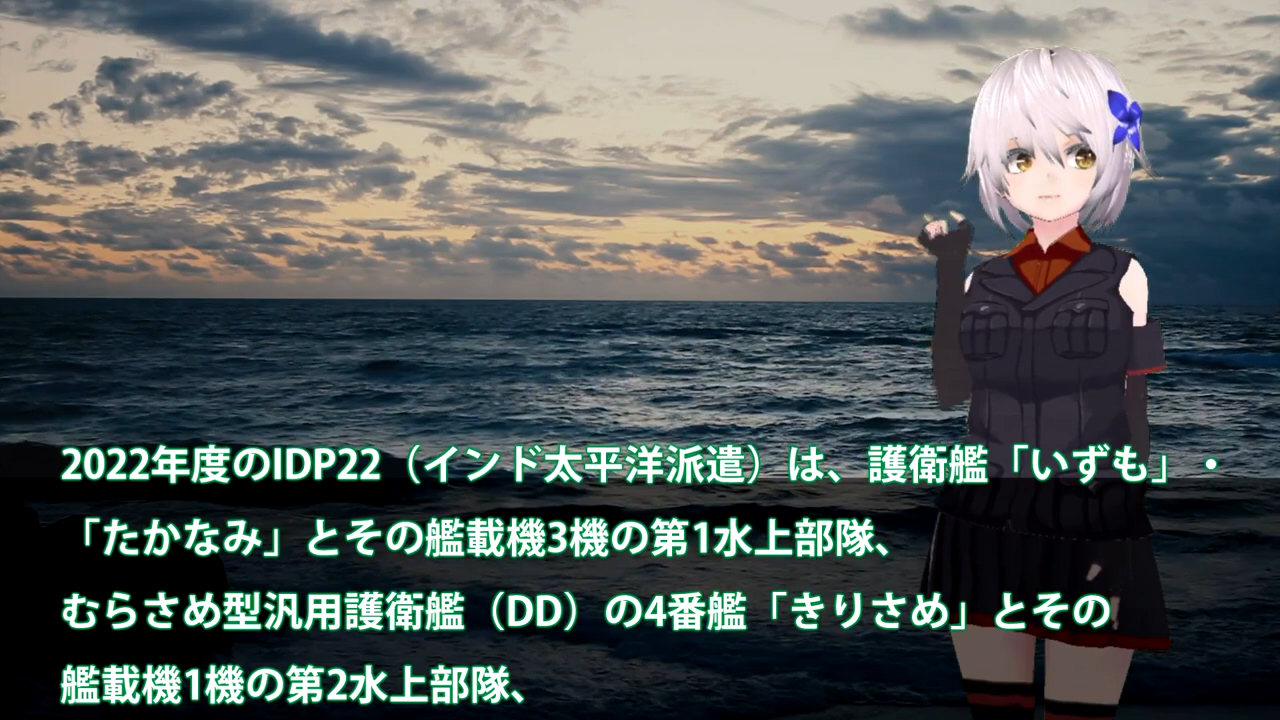 2022年度のIDP22（インド太平洋派遣）は、護衛艦「いずも」・
「たかなみ」とその艦載機3機の第1水上部隊、
むらさめ型汎用護衛艦（DD）の4番艦「きりさめ」とその
艦載機1機の第2水上部隊、